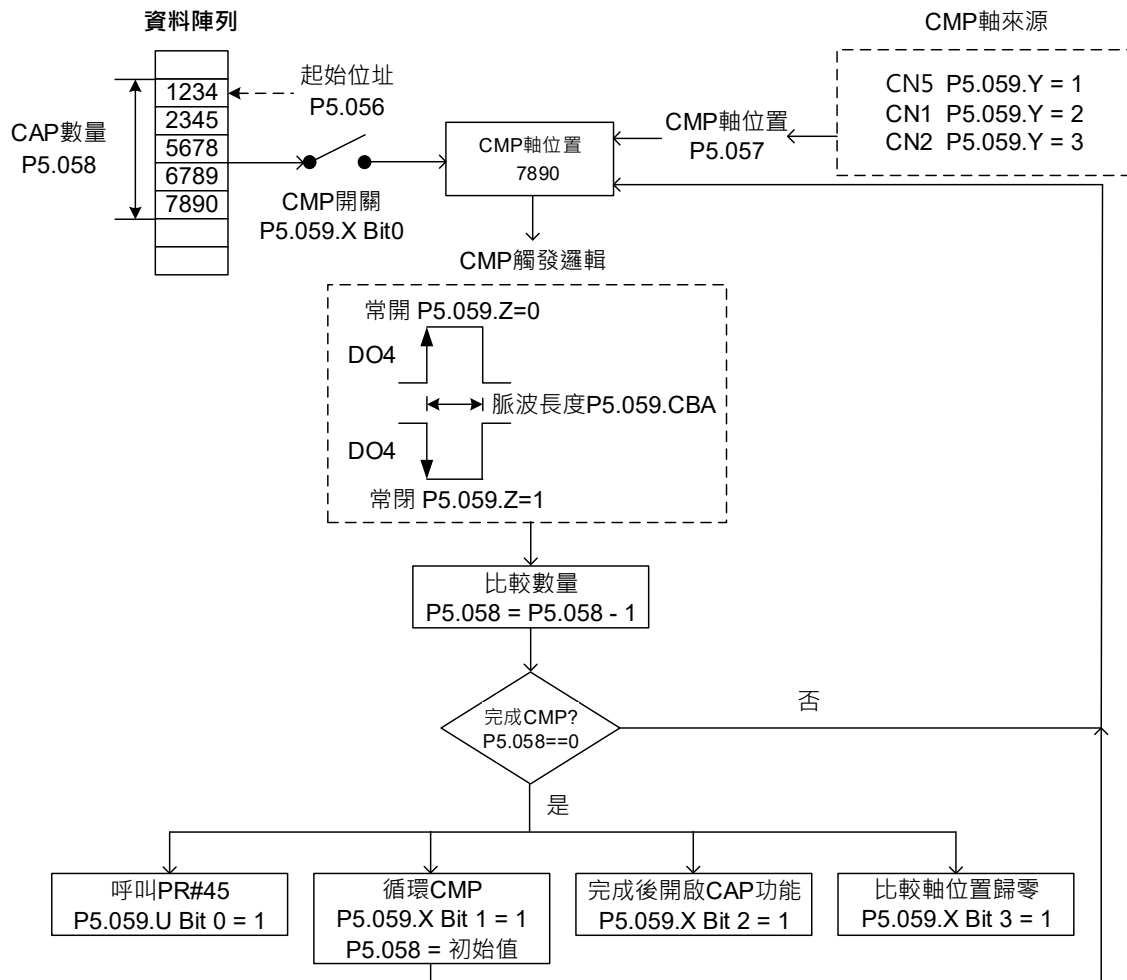 資料陣列
CMP軸來源
1234
2345
5678
6789
7890
起始位址
P5.056
CAP數量
P5.058
CMP開關
P5.059.X Bit0
CMP軸位置
7890
CMP軸位置
P5.057
CN5 P5.059.Y = 1
CN1 P5.059.Y = 2
CN2 P5.059.Y = 3
CMP觸發邏輯
常開 P5.059.Z=0
DO4
脈波長度P5.059.CBA
DO4
常閉 P5.059.Z=1
比較數量
P5.058 = P5.058 - 1
完成CMP?
P5.058==0
否
是
呼叫PR#45
P5.059.U Bit 0 = 1
循環CMP
P5.059.X Bit 1 = 1
P5.058 = 初始值
完成後開啟CAP功能
P5.059.X Bit 2 = 1
比較軸位置歸零
P5.059.X Bit 3 = 1